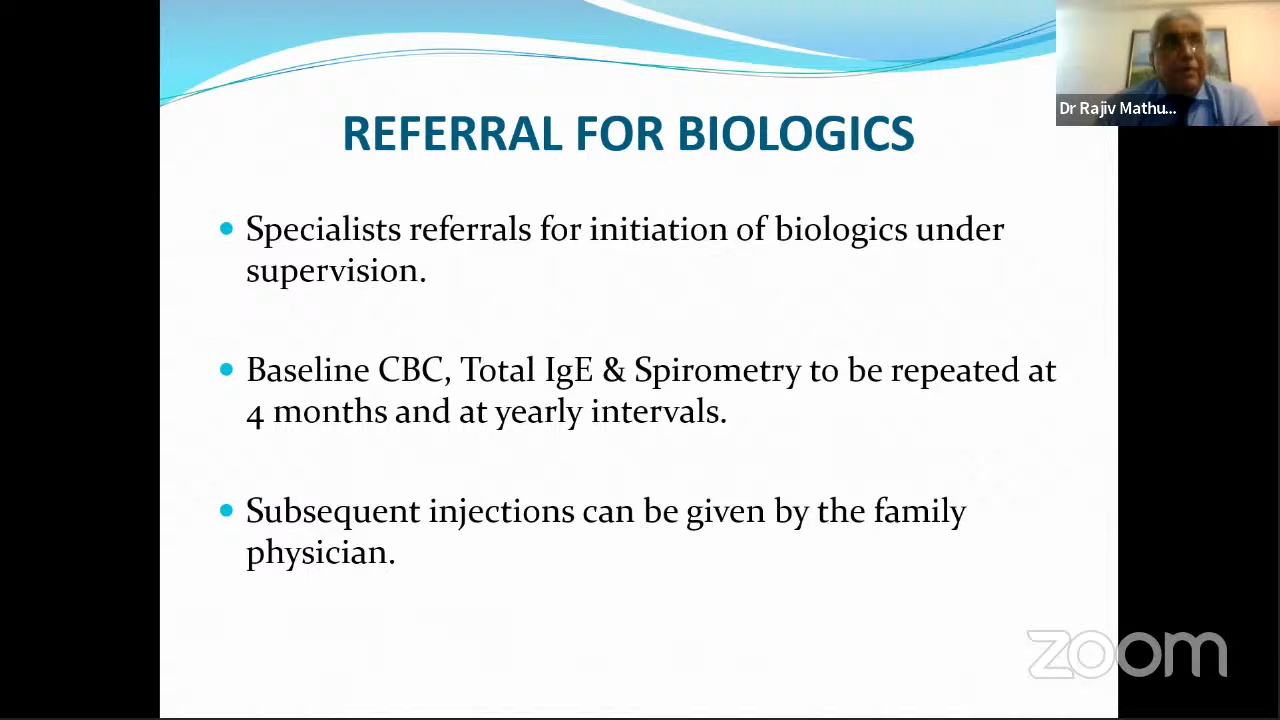 Dr Rajiv Mathu...
REFERRAL FOR BIOLOGICS
• Specialists referrals for initiation of biologics under
supervision.
• Baseline CBC, Total IgE & Spirometry to be repeated at
4 months and at yearly intervals.
• Subsequent injections can be given by the family
physician.
zoom